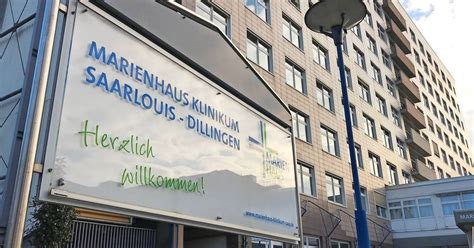 MARIENHAUS KLINIKUM
SAARLOUIS - DILLINGEN
Herzlich
willkommen!